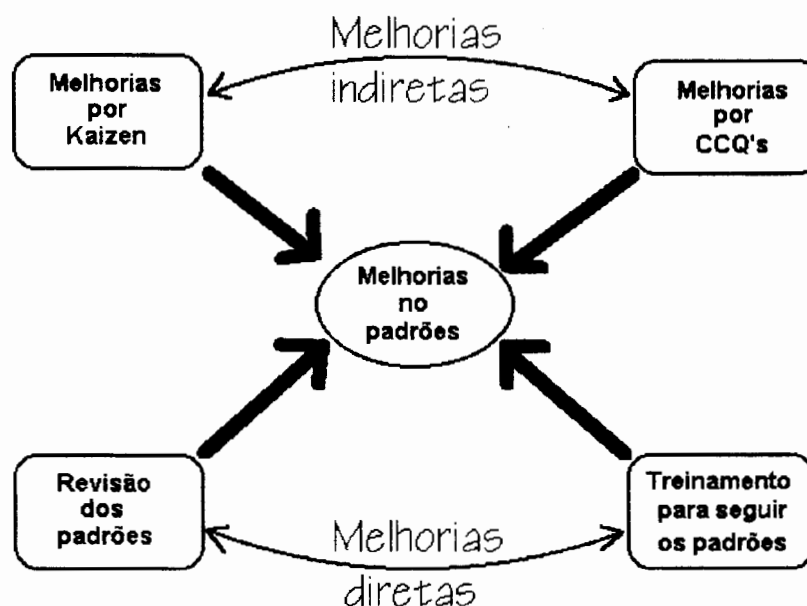 Melhorias
indiretas
Melhorias
por
Kaizen
Melhorias
por
CCQ's
Melhorias
no
padrões
Revisão
dos
padrões
Treinamento
para seguir
os padrões
Melhorias
diretas